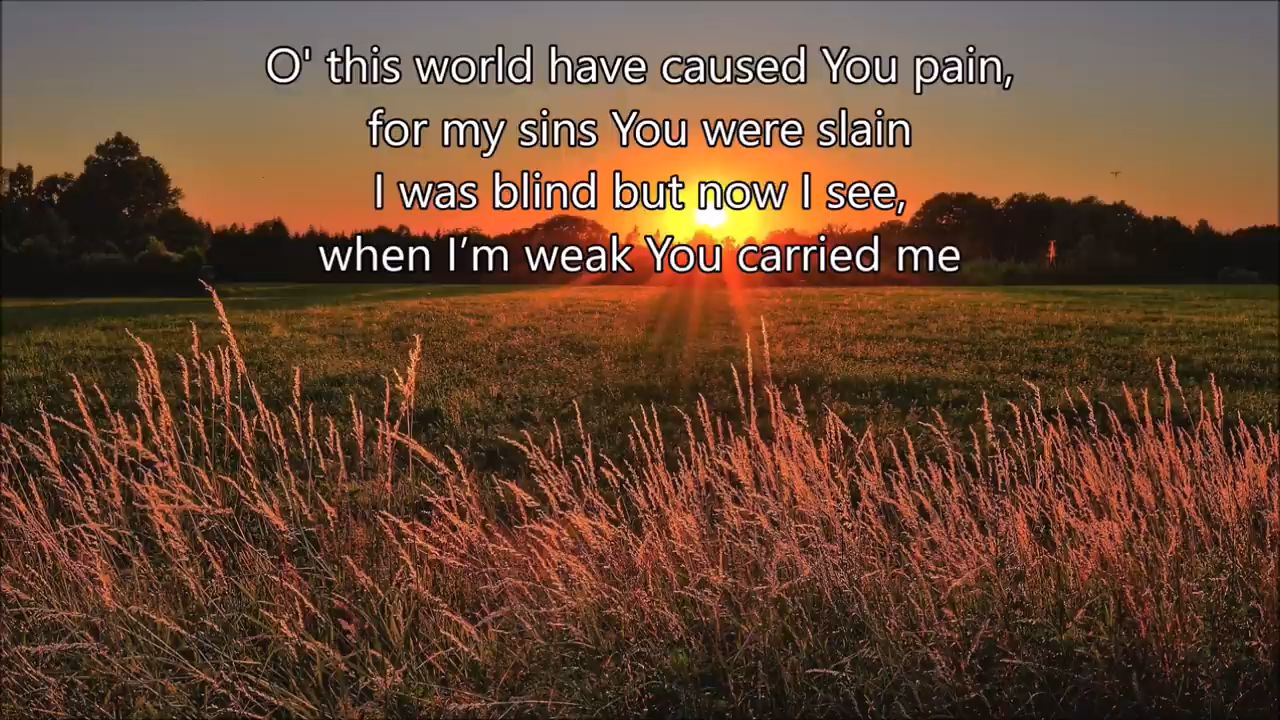 O' this world have caused You pain,
for my sins You were slain
I was blind but now I see,
when I’m weak You carried me